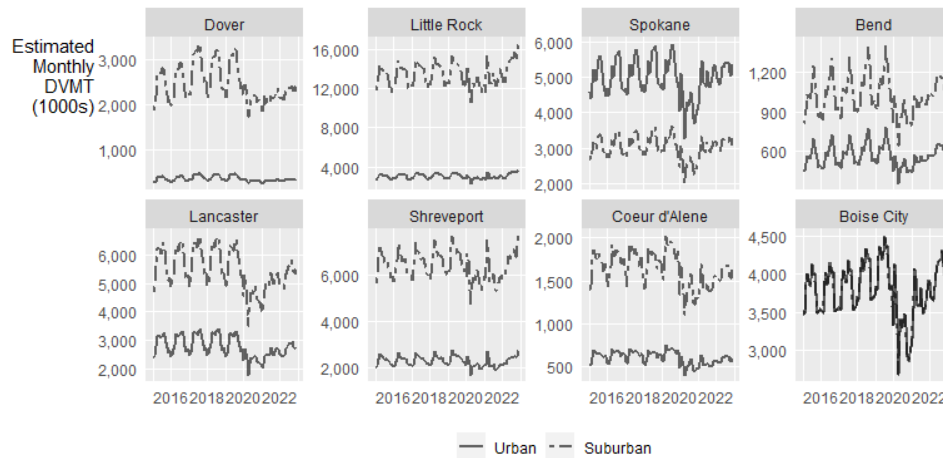 Estimated
Monthly
DVMT
(1000s)
Dover
3,000
2,000
1,000
Little Rock
16,000
12,000
8,000
4,000
Spokane
6,000
5,000
4,000
3,000
2,000
Bend
1,200
900
600
Lancaster
6,000
5,000
4,000
3,000
2,000
Shreveport
8,000
6,000
4,000
2,000
Coeur d'Alene
2,000
1,500
1,000
500
Boise City
4,500
4,000
3,500
3,000
2016 2018 2020 2022
2016 2018 2020 2022
2016 2018 2020 2022
2016 2018 2020 2022
Urban Suburban